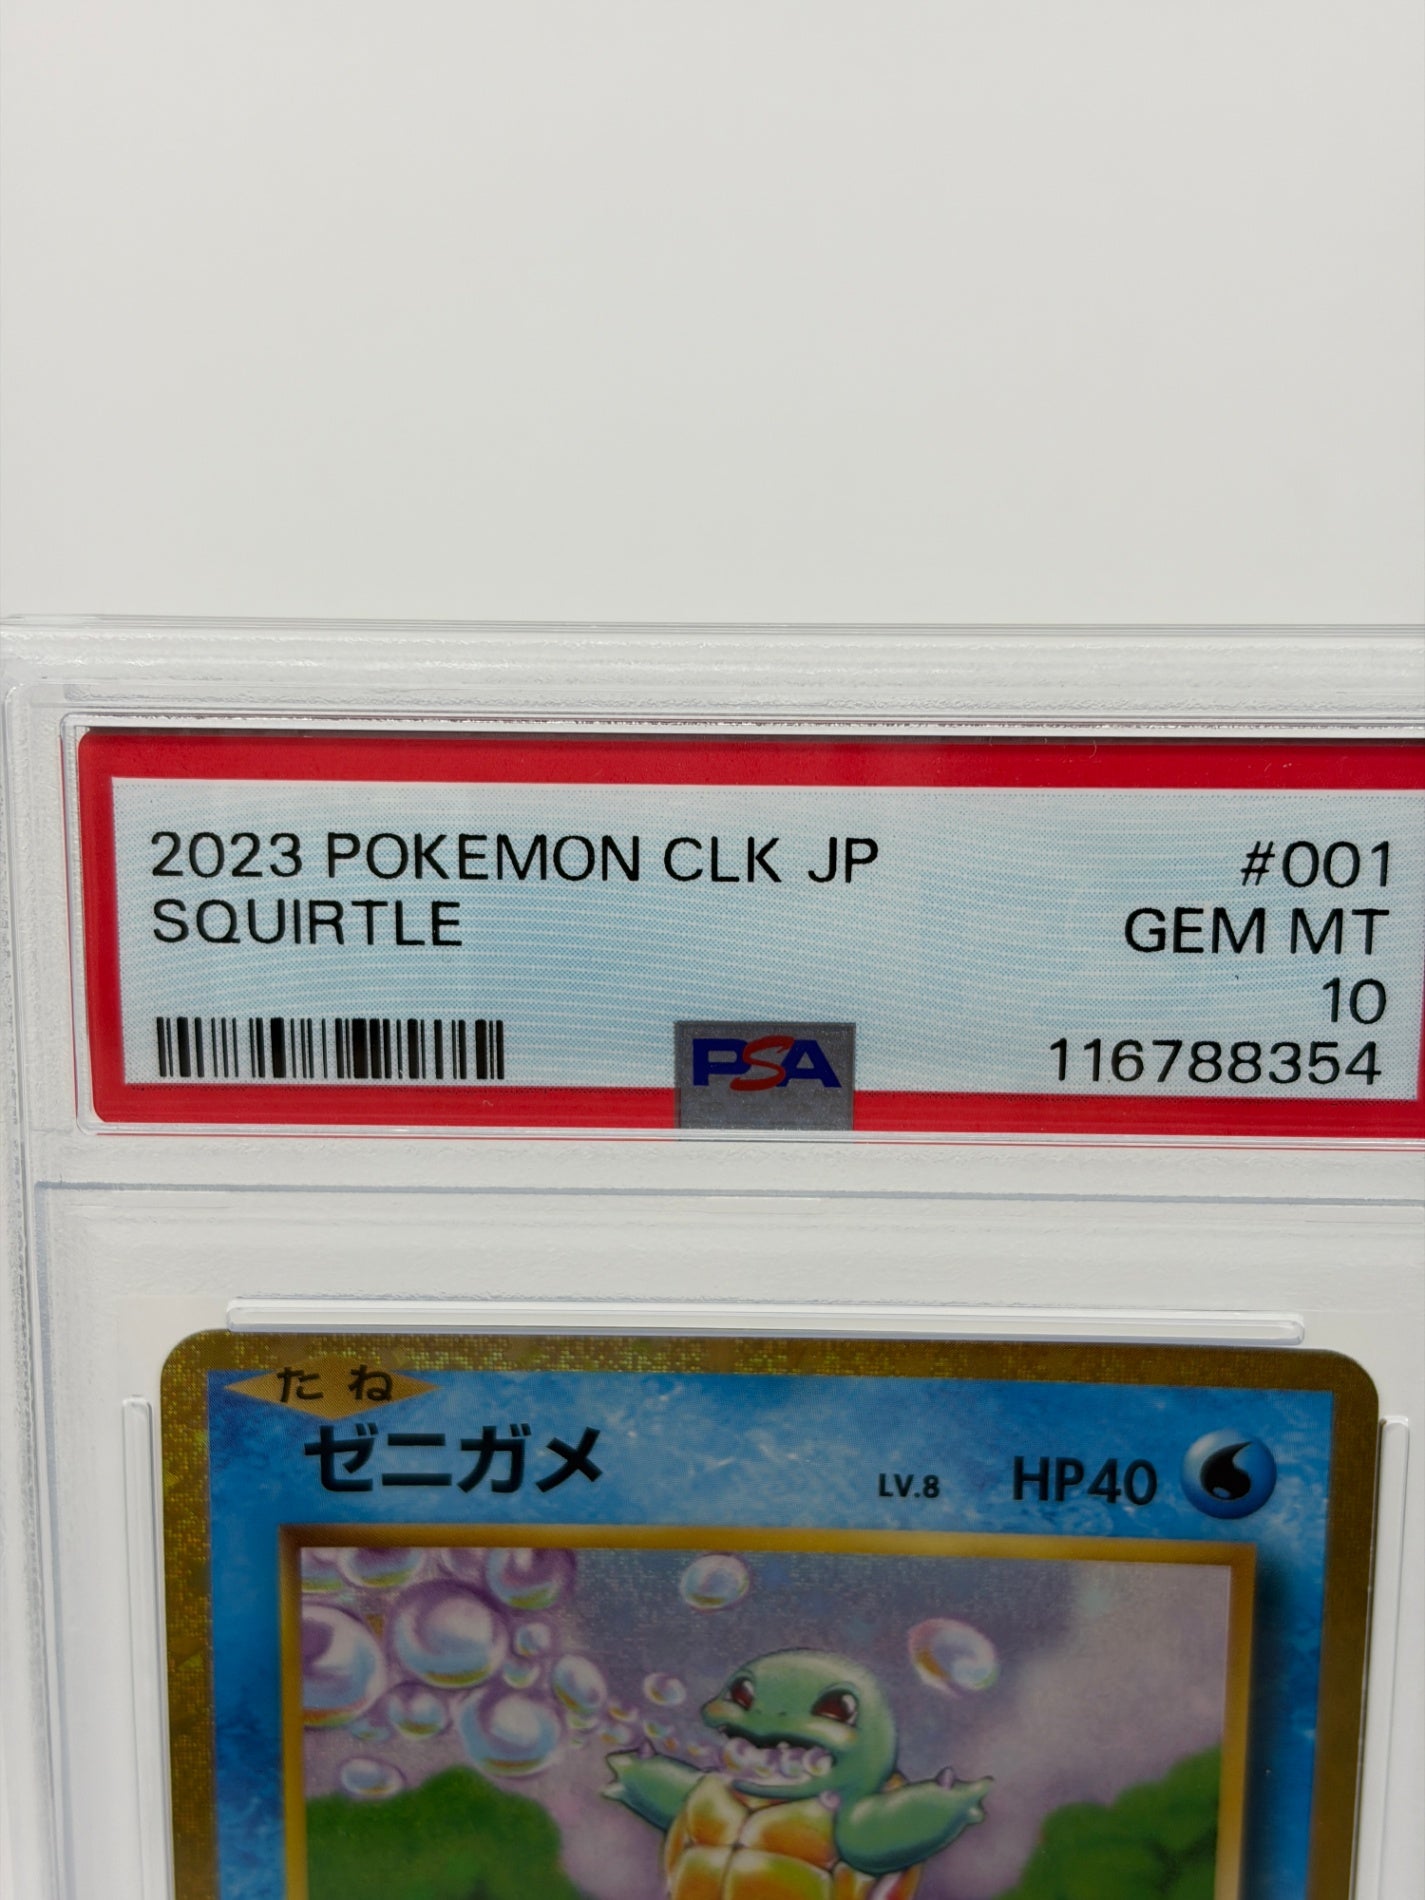 2023 POKEMON CLK JP #001
SQUIRTLE GEM MT
10
PSA 116788354
たね
ゼニガメ LV.8 HP40